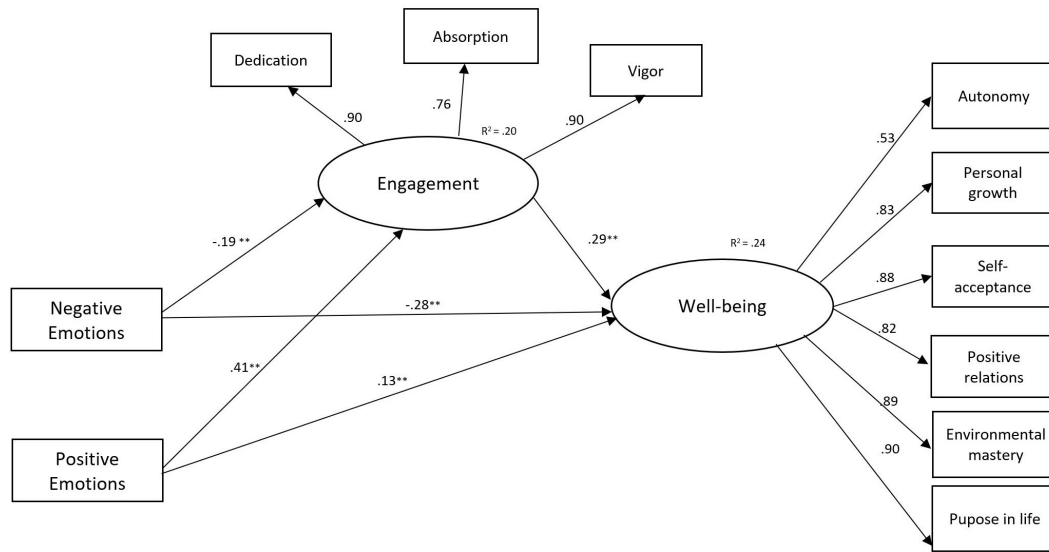 Absorption
Dedication
Vigor
.90
.76
.90
R² = .20
Engagement
Autonomy
.53
Personal
growth
.83
-.19 **
.29**
R² = .24
Self-
acceptance
.88
Negative
Emotions
-.28**
Well-being
.82
Positive
relations
.41**
.13**
.89
Environmental
mastery
.90
Positive
Emotions
Pupose in life